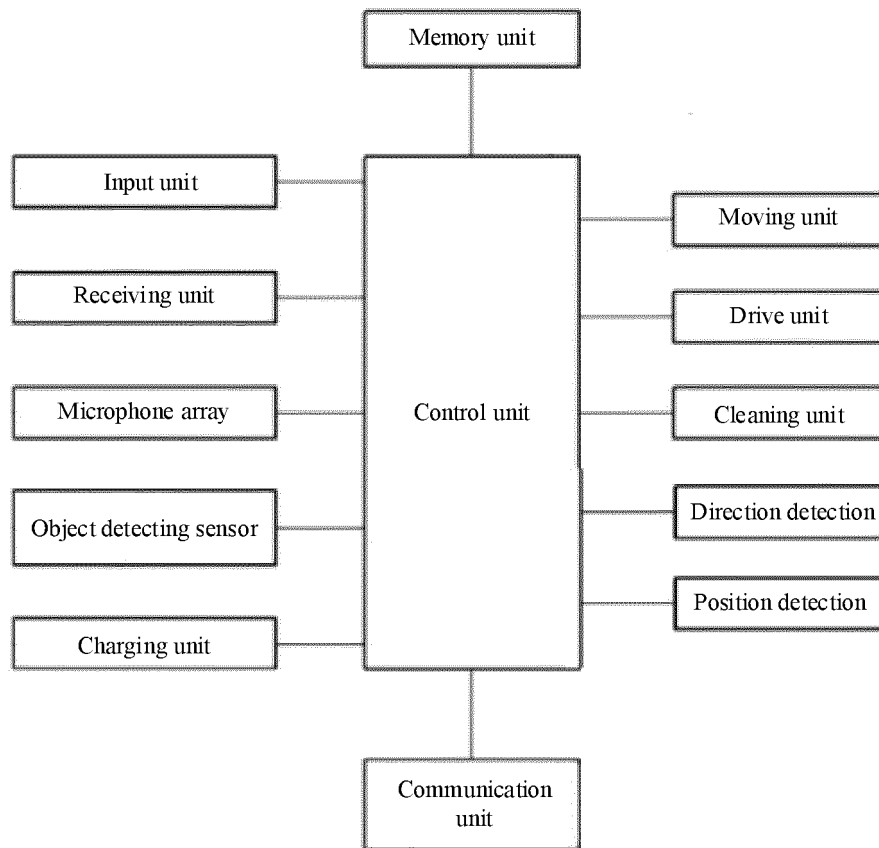 Memory unit
Input unit
Receiving unit
Microphone array
Object detecting sensor
Charging unit
Control unit
Moving unit
Drive unit
Cleaning unit
Direction detection
Position detection
Communication
unit